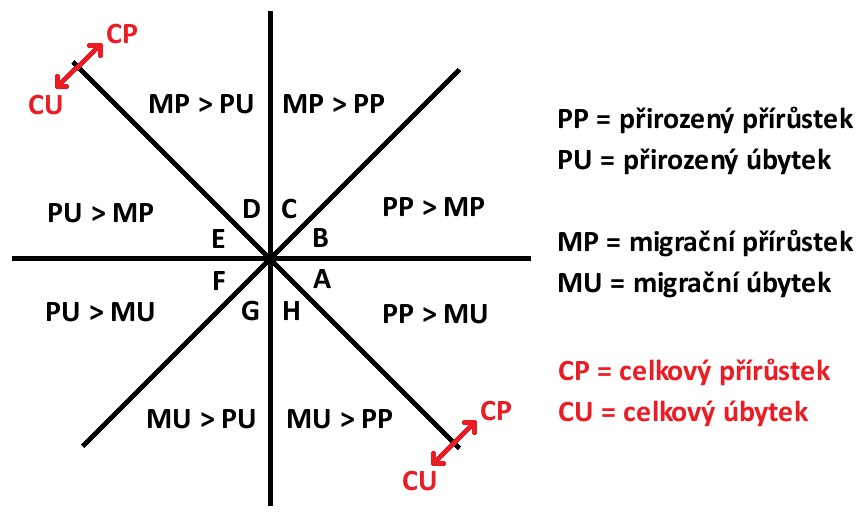 CP
CU
MP > PU
MP > PP
PU > MP
D
C
PP > MP
E
B
F
A
G
H
PU > MU
PP > MU
MU > PU
MU > PP
CP
CU
PP = přirozený přírůstek
PU = přirozený úbytek
MP = migrační přírůstek
MU = migrační úbytek
CP = celkový přírůstek
CU = celkový úbytek